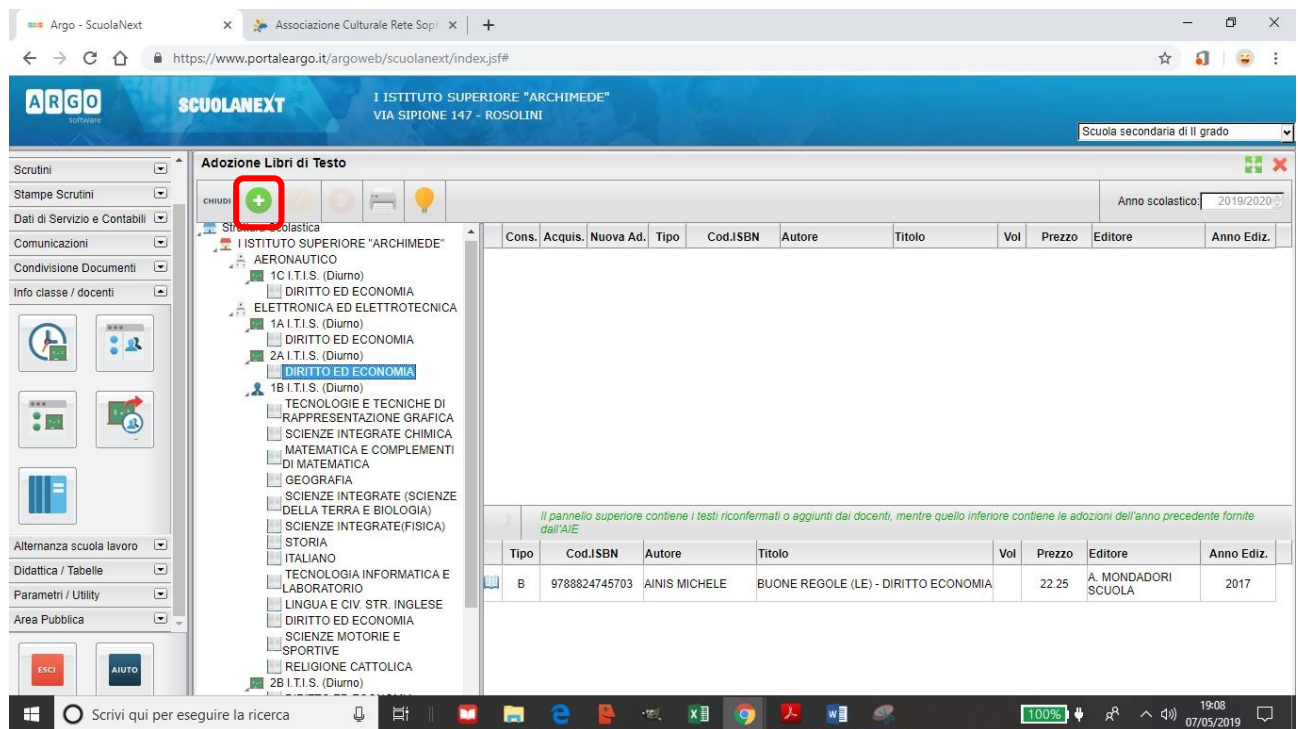 Argo - ScuolaNext
Associazione Culturale Rete Soph
https://www.portaleargo.it/argoweb/scuolanext/index.jsf#
ARGO
software
SCUOLANEXT
I ISTITUTO SUPERIORE "ARCHIMEDE"
VIA SIPIONE 147 - ROSOLINI
Scuola secondaria di II grado
Scrutini
Stampe Scrutini
Dati di Servizio e Contabili
Comunicazioni
Condivisione Documenti
Info classe / docenti
Alternanza scuola lavoro
Didattica / Tabelle
Parametri / Utility
Area Pubblica
ESCI
AIUTO
Adozione Libri di Testo
CHIUDI
Anno scolastico: 2019/2020
Struttura Scolastica
I ISTITUTO SUPERIORE "ARCHIMEDE"
AERONAUTICO
1C I.T.I.S. (Diurno)
DIRITTO ED ECONOMIA
ELETTRONICA ED ELETTROTECNICA
1A I.T.I.S. (Diurno)
DIRITTO ED ECONOMIA
2A I.T.I.S. (Diurno)
DIRITTO ED ECONOMIA
1B I.T.I.S. (Diurno)
TECNOLOGIE E TECNICHE DI
RAPPRESENTAZIONE GRAFICA
SCIENZE INTEGRATE CHIMICA
MATEMATICA E COMPLEMENTI
DI MATEMATICA
GEOGRAFIA
SCIENZE INTEGRATE (SCIENZE
DELLA TERRA E BIOLOGIA)
SCIENZE INTEGRATE(FISICA)
STORIA
ITALIANO
TECNOLOGIA INFORMATICA E
LABORATORIO
LINGUA E CIV. STR. INGLESE
DIRITTO ED ECONOMIA
SCIENZE MOTORIE E
SPORTIVE
RELIGIONE CATTOLICA
2B I.T.I.S. (Diurno)
Cons. Acquis. Nuova Ad. Tipo Cod.ISBN Autore Titolo Vol Prezzo Editore Anno Ediz.
Il pannello superiore contiene i testi riconfermati o aggiunti dai docenti, mentre quello inferiore contiene le adozioni dell'anno precedente fornite
dall'AIE
Tipo Cod.ISBN Autore Titolo Vol Prezzo Editore Anno Ediz.
B 9788824745703 AINIS MICHELE BUONE REGOLE (LE) - DIRITTO ECONOMIA 22.25 A. MONDADORI SCUOLA 2017
Scrivi qui per eseguire la ricerca
100%
19:08
07/05/2019